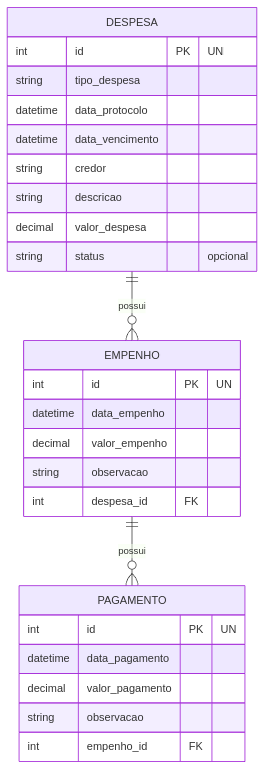 DESPESA
int id PK UN
string tipo_despesa
datetime data_protocolo
datetime data_vencimento
string credor
string descricao
decimal valor_despesa
string status opcional
possui
EMPENHO
int id PK UN
datetime data_empenho
decimal valor_empenho
string observacao
int despesa_id FK
possui
PAGAMENTO
int id PK UN
datetime data_pagamento
decimal valor_pagamento
string observacao
int empenho_id FK